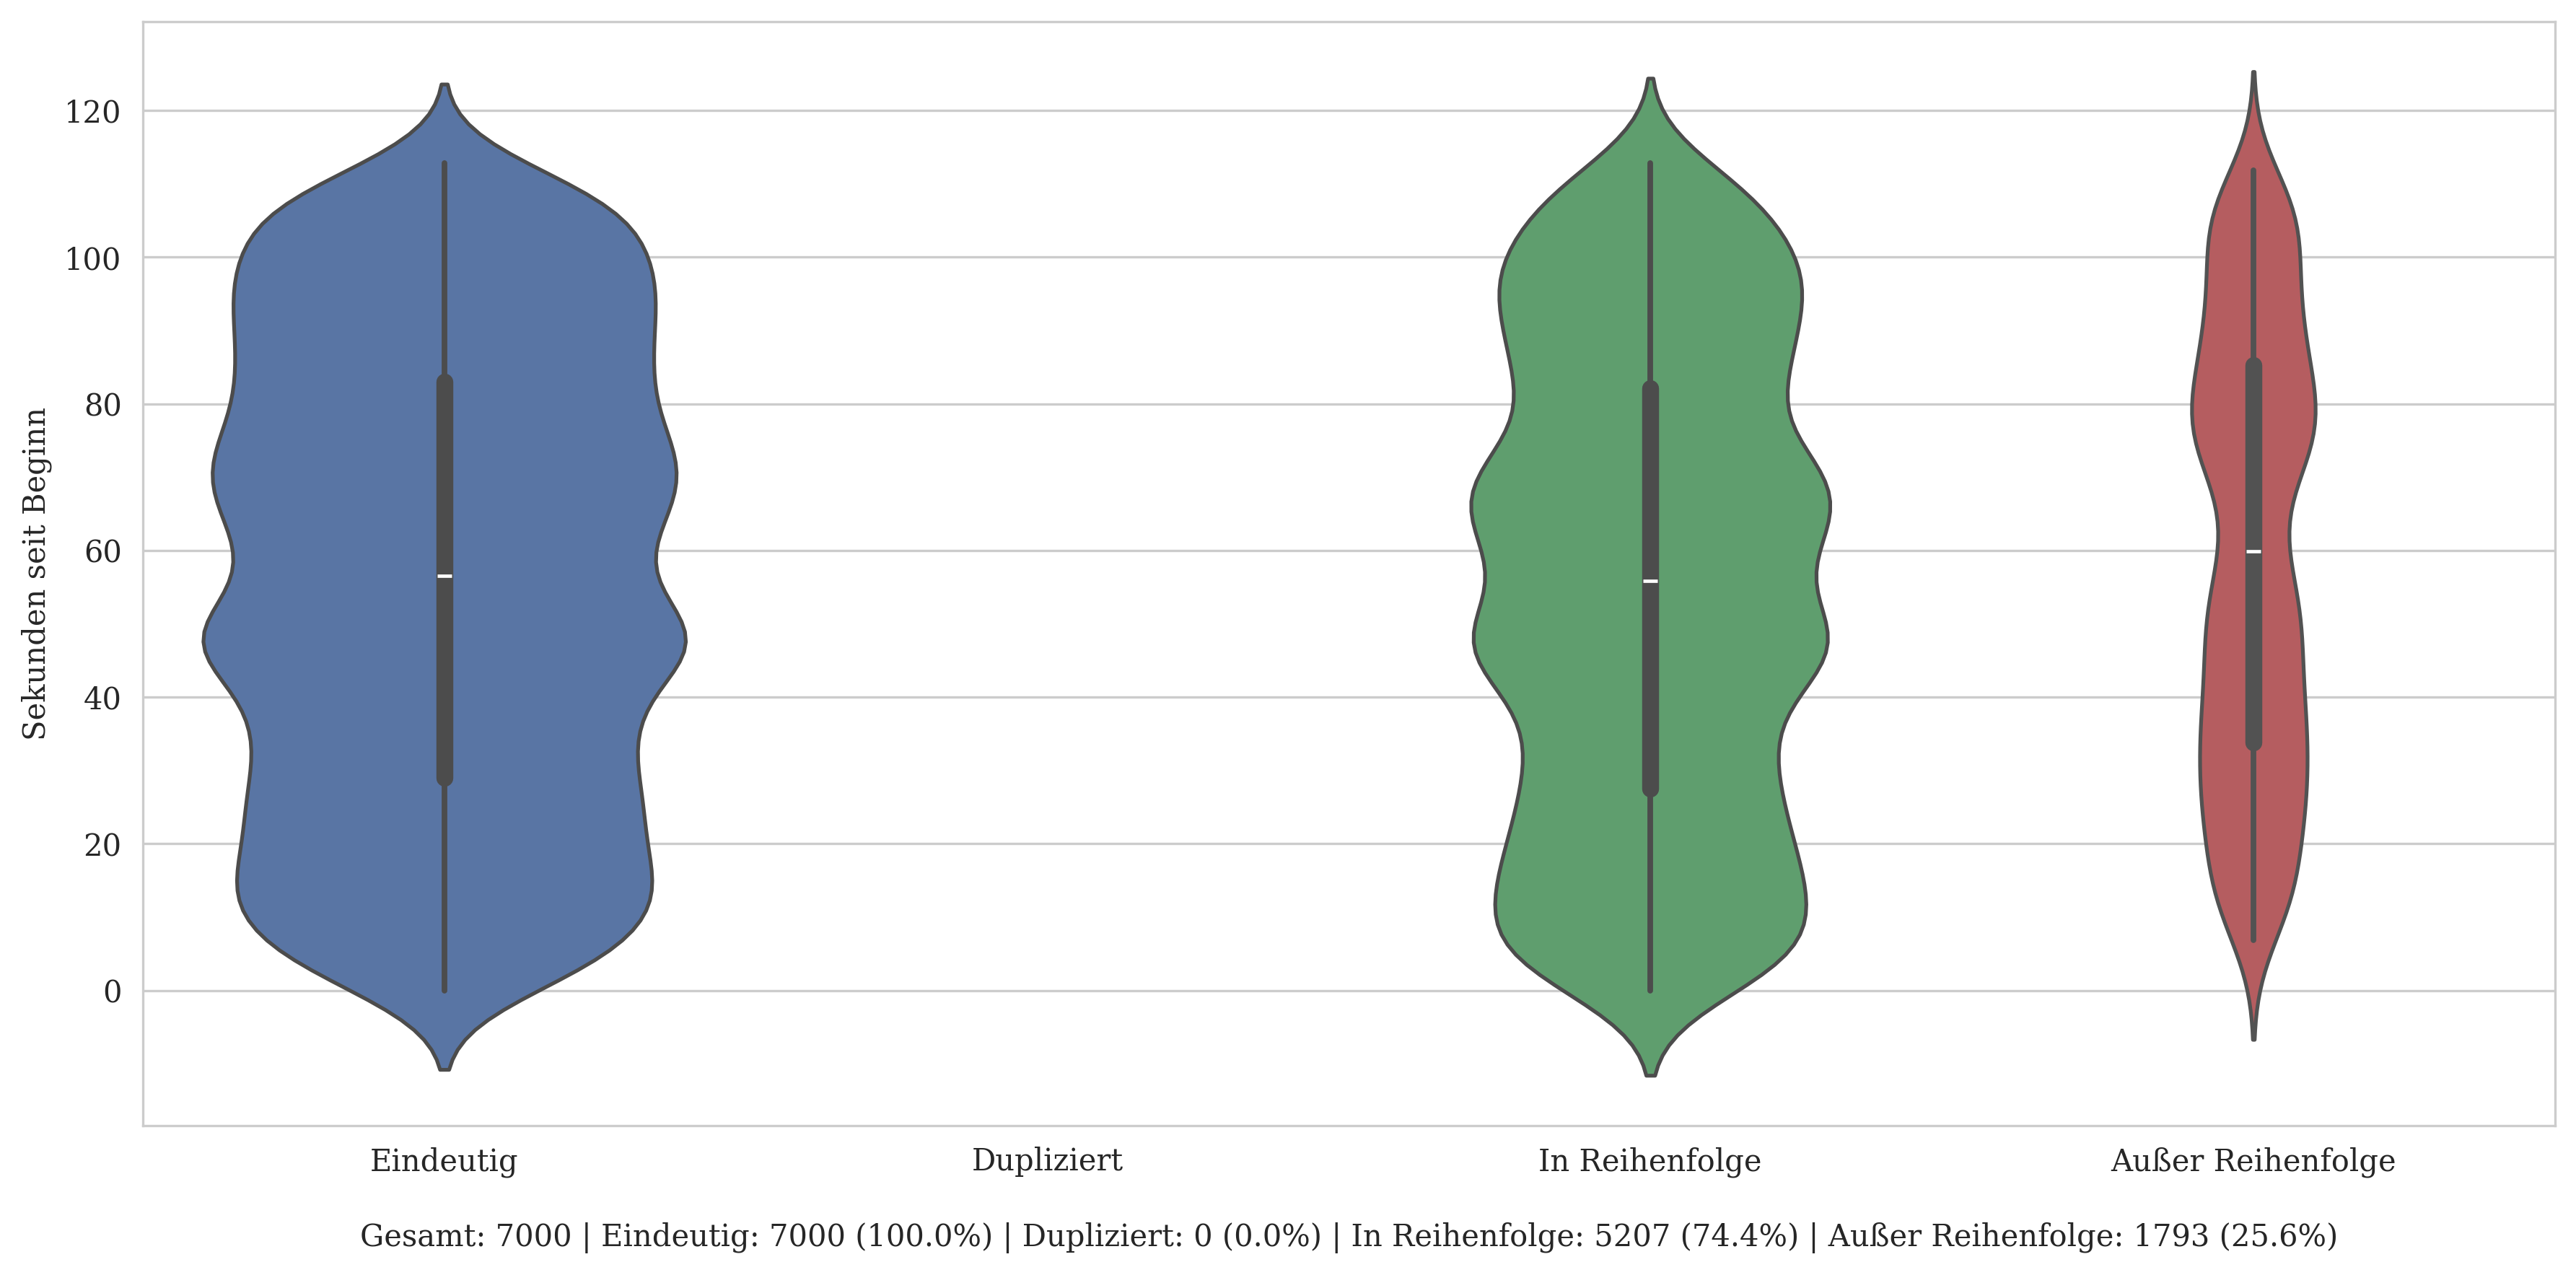 120
100
80
60
40
20
0
Sekunden seit Beginn
Eindeutig
Dupliziert
In Reihenfolge
Außer Reihenfolge
Gesamt: 7000 | Eindeutig: 7000 (100.0%) | Dupliziert: 0 (0.0%) | In Reihenfolge: 5207 (74.4%) | Außer Reihenfolge: 1793 (25.6%)